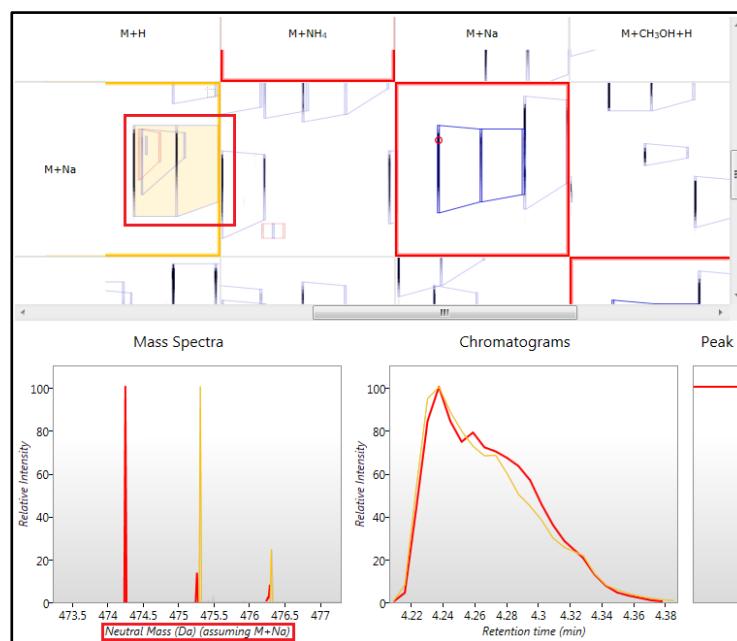 M+H M+NH₄ M+Na M+CH₃OH+H
M+Na
Mass Spectra Chromatograms Peak
Relative Intensity
100
80
60
40
20
0
473.5 474 474.5 475 475.5 476 476.5 477
Neutral Mass (Da) (assuming M+Na)
Relative Intensity
100
80
60
40
20
0
4.22 4.24 4.26 4.28 4.3 4.32 4.34 4.36 4.38
Retention time (min)